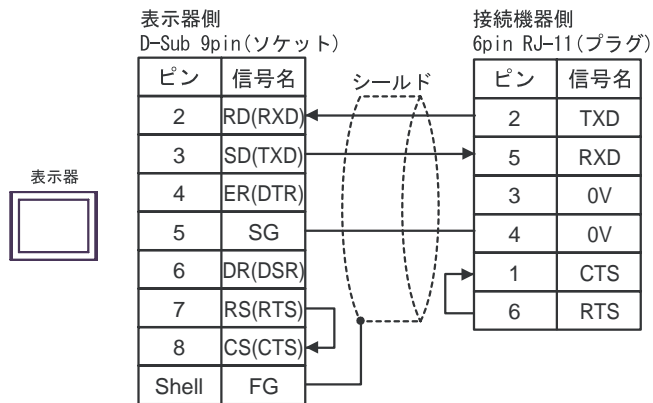 表示器側
D-Sub 9pin(ソケット)
接続機器側
6pin RJ-11(プラグ)
シールド
表示器
ピン 信号名
2 RD(RXD)
3 SD(TXD)
4 ER(DTR)
5 SG
6 DR(DSR)
7 RS(RTS)
8 CS(CTS)
Shell FG
ピン 信号名
2 TXD
5 RXD
3 0V
4 0V
1 CTS
6 RTS